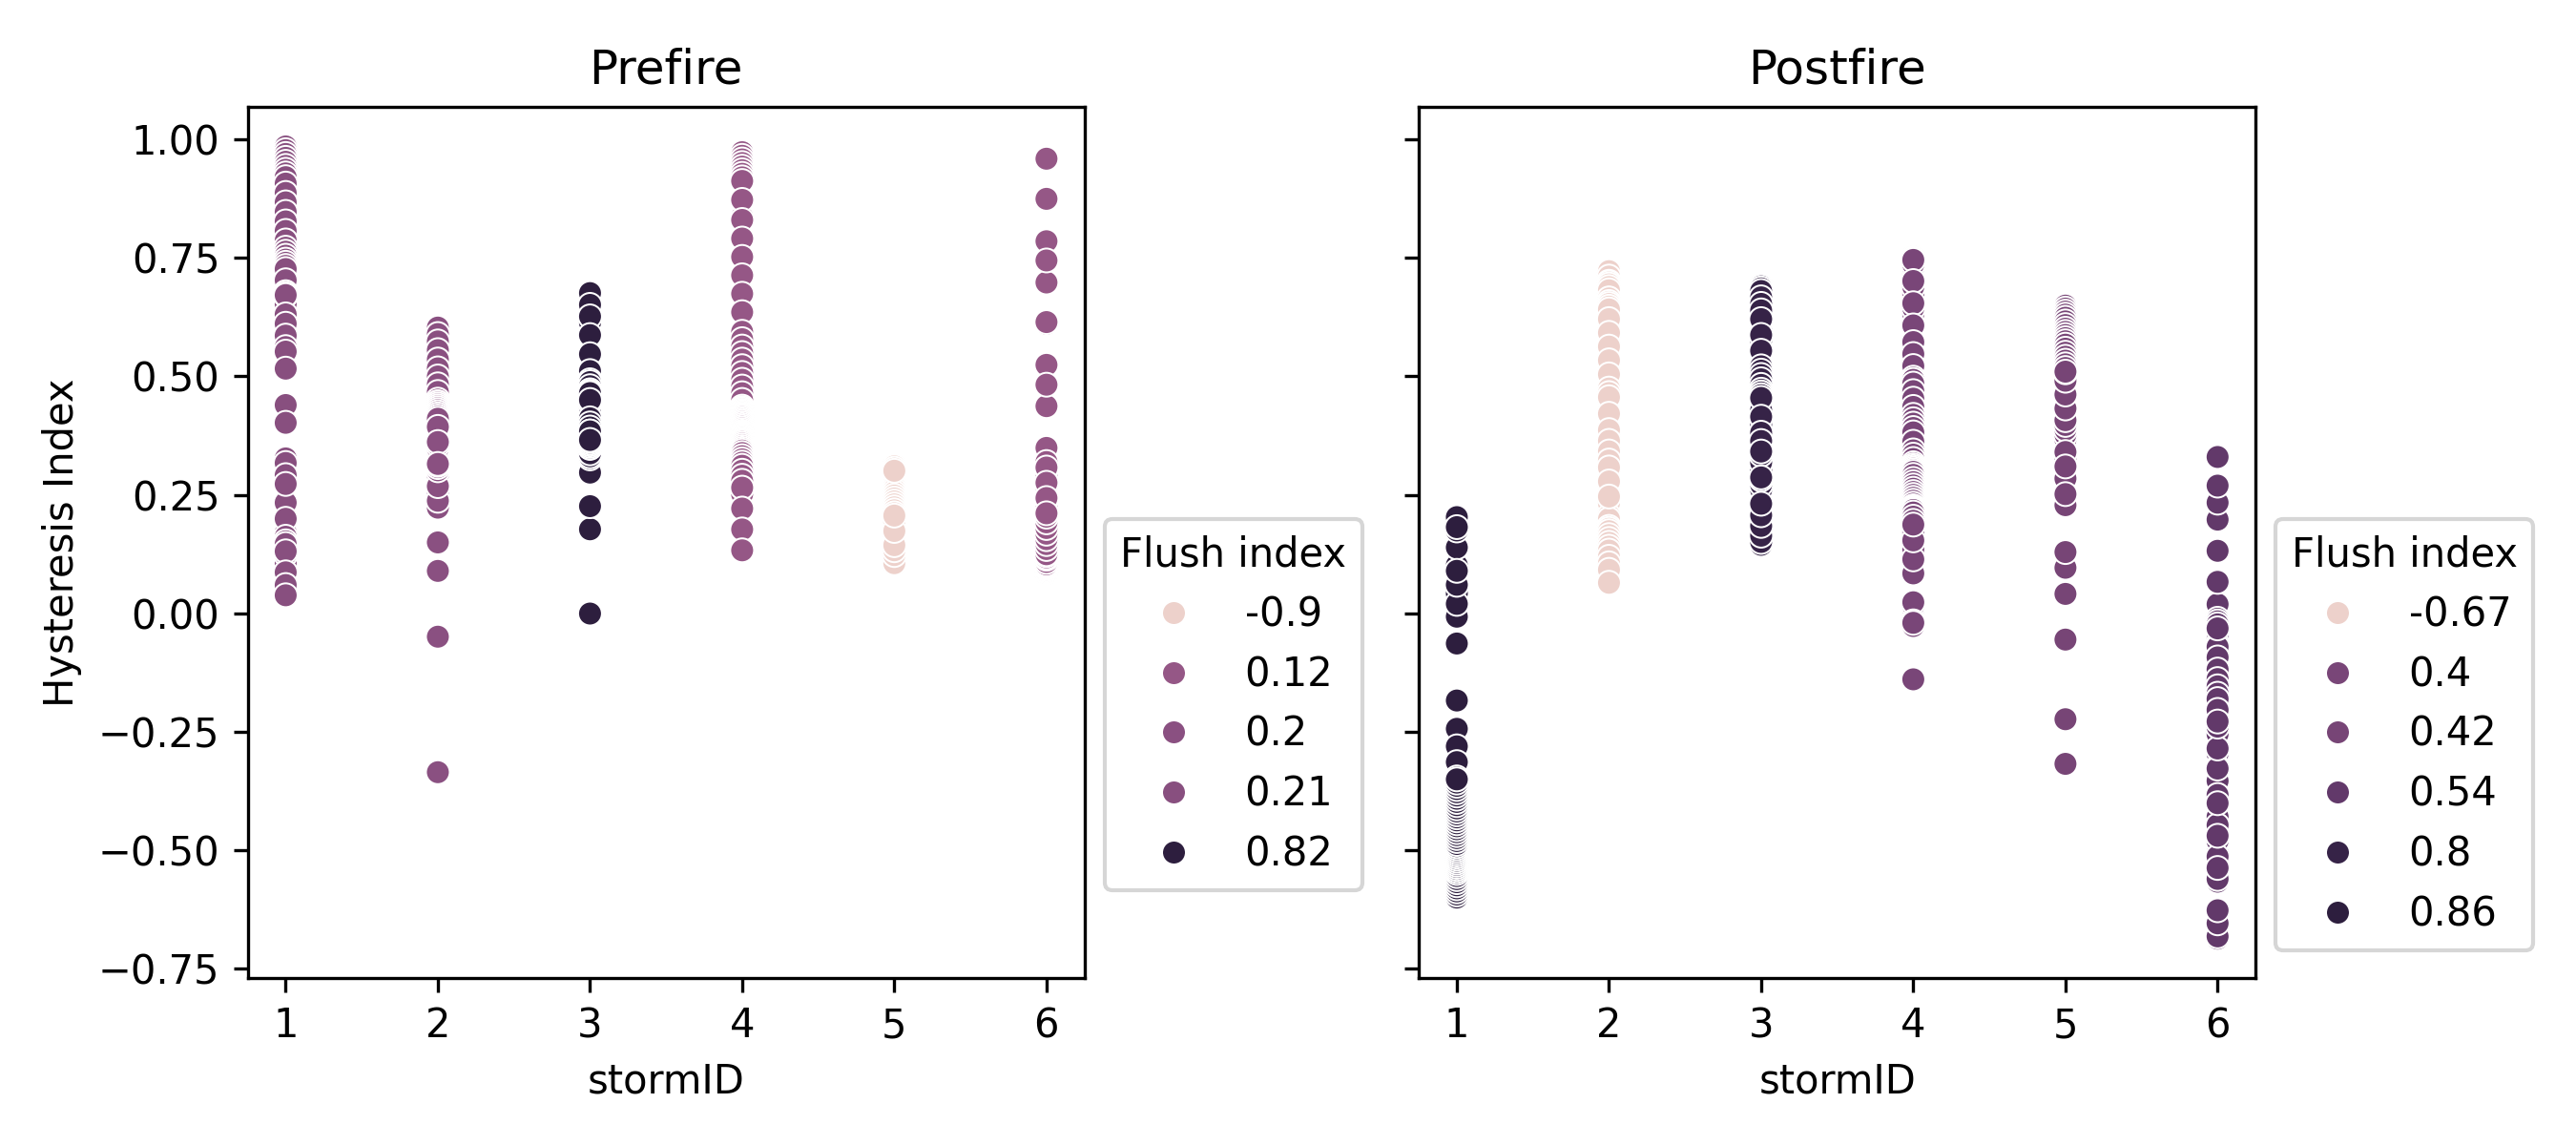 Prefire
Hysteresis Index
1.00
0.75
0.50
0.25
0.00
−0.25
−0.50
−0.75
1 2 3 4 5 6
stormID
Flush index
-0.9
0.12
0.2
0.21
0.82
Postfire
1 2 3 4 5 6
stormID
Flush index
-0.67
0.4
0.42
0.54
0.8
0.86